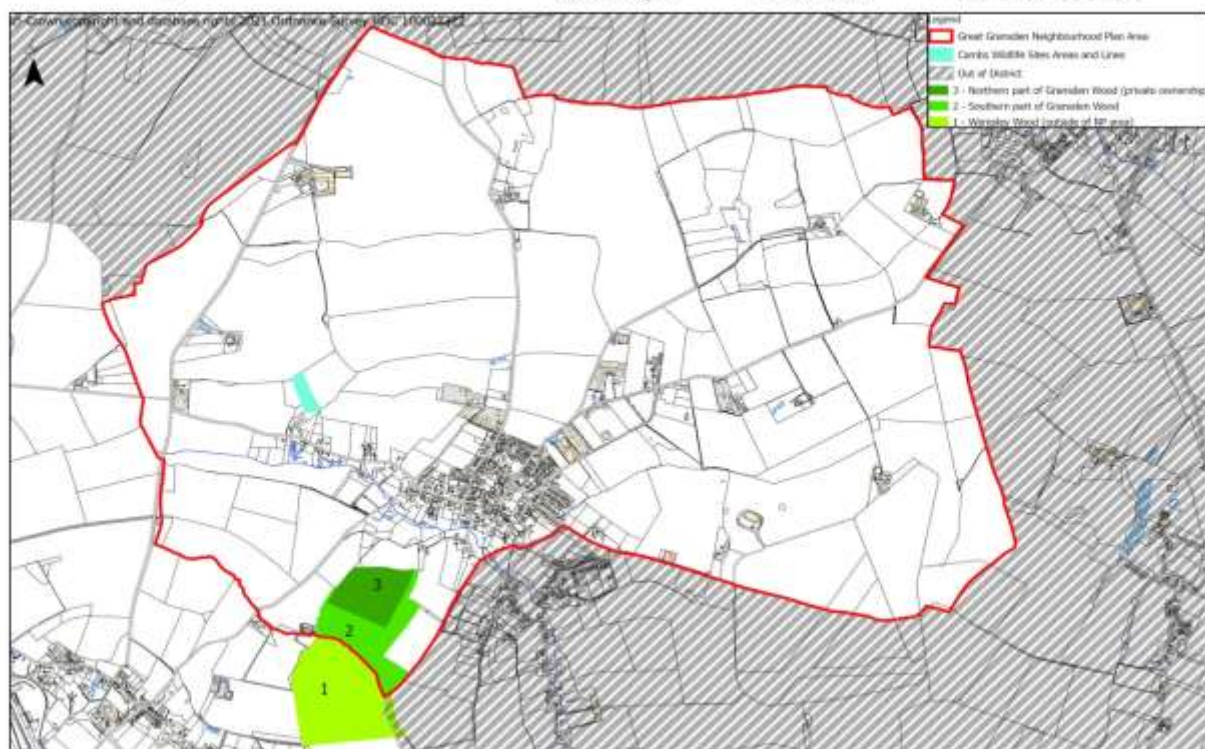 © Crown copyright and database rights 2021 Ordnance Survey
Legend
Great Gransden Neighbourhood Plan Area
Cambs Wildlife Sites Areas and Lines
Out of District
3 - Northern part of Gransden Wood (private ownership
2 - Southern part of Gransden Wood
1 - Waresley Wood (outside of NP area)
3
2
1